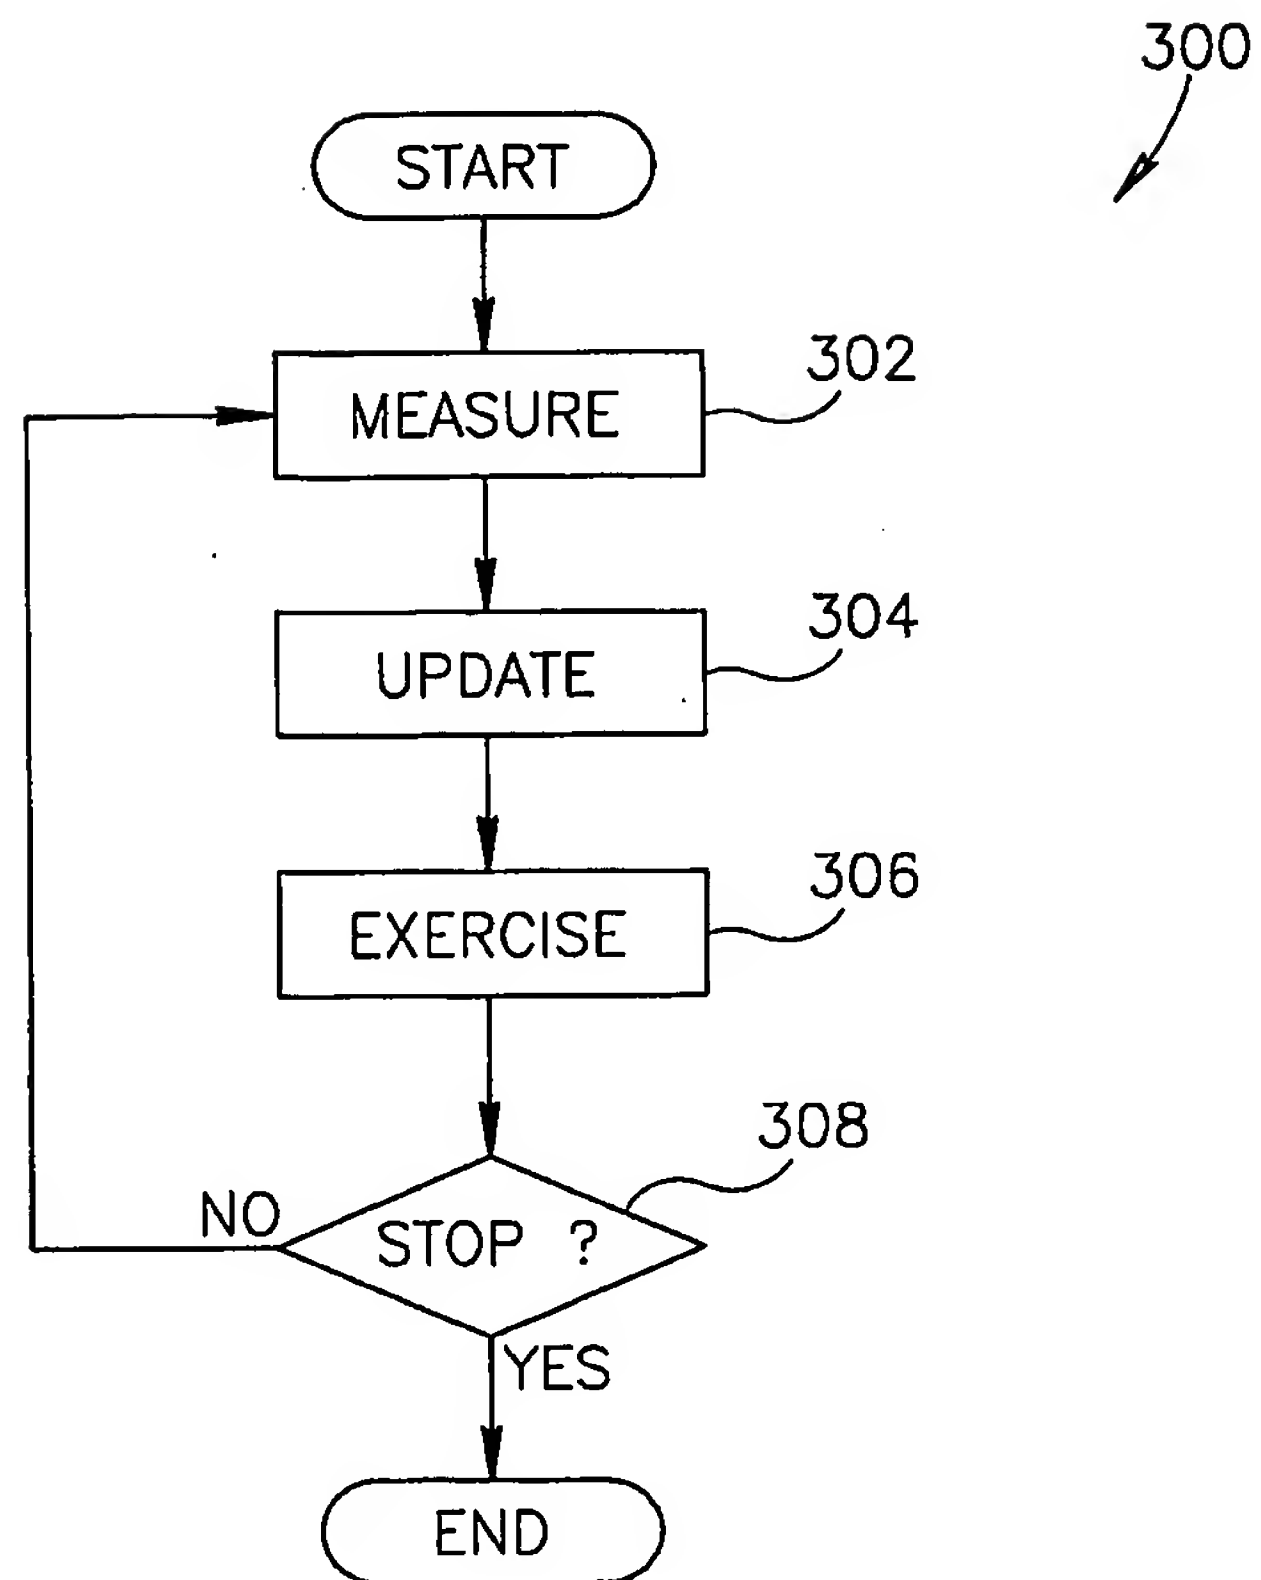 300
START
MEASURE
302
UPDATE
304
EXERCISE
306
308
STOP ?
NO
YES
END